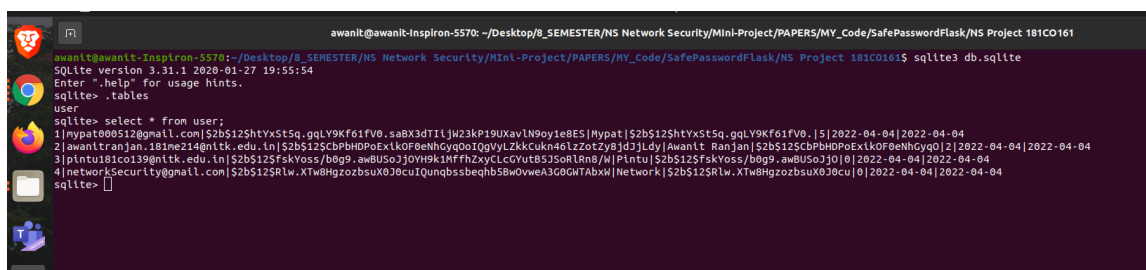 awanit@awanit-Inspiron-5570: ~/Desktop/8_SEMESTER/NS Network Security/MIni-Project/PAPERS/MY_Code/SafePasswordFlask/NS Project 181CO161
awanit@awanit-Inspiron-5570:~/Desktop/8_SEMESTER/NS Network Security/MIni-Project/PAPERS/MY_Code/SafePasswordFlask/NS Project 181CO161$ sqlite3 db.sqlite
SQLite version 3.31.1 2020-01-27 19:55:54
Enter ".help" for usage hints.
sqlite> .tables
user
sqlite> select * from user;
1|mypat000512@gmail.com|$2b$12$htYxSt5q.gqLY9Kf61fV0.saBX3dTIijW23kP19UXavlN9oy1e8ES|Mypat|$2b$12$htYxSt5q.gqLY9Kf61fV0.|5|2022-04-04|2022-04-04
2|awanitranjan.181me214@nitk.edu.in|$2b$12$CbPbHDPoExikOF0eNhGyqOoIQgVyLZkkCukn46lzZotZy8jdJjLdy|Awanit Ranjan|$2b$12$CbPbHDPoExikOF0eNhGyqO|2|2022-04-04|2022-04-04
3|pintu181co139@nitk.edu.in|$2b$12$fskYoss/b0g9.awBUSoJjOYH9k1MffhZxyCLcGYutB5JSoRlRn8/W|Pintu|$2b$12$fskYoss/b0g9.awBUSoJjO|0|2022-04-04|2022-04-04
4|networkSecurity@gmail.com|$2b$12$Rlw.XTw8HgzozbsuX0J0cuIQunqbssbeqhb5BwOvweA3G0GWTAbxW|Network|$2b$12$Rlw.XTw8HgzozbsuX0J0cu|0|2022-04-04|2022-04-04
sqlite>